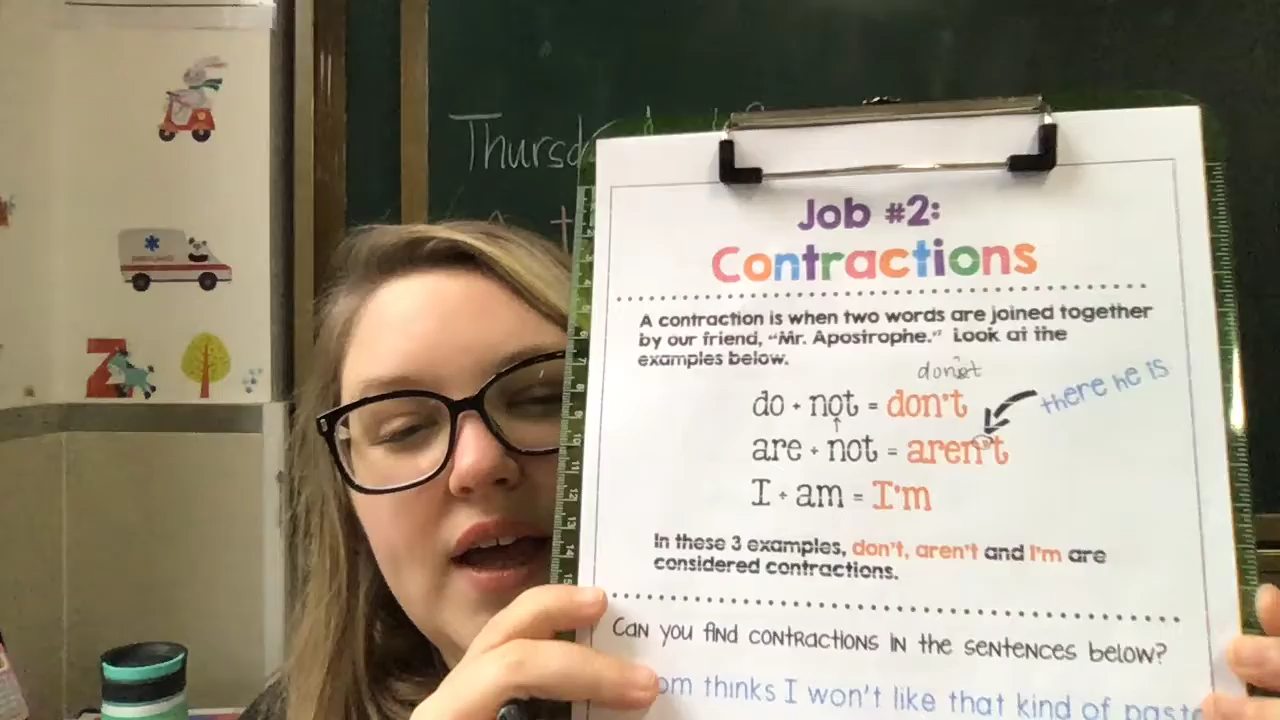 Job #2:
Contractions
A contraction is when two words are joined together
by our friend, "Mr. Apostrophe." Look at the
examples below.
do + not = don't
are + not = aren't
there he is
I + am = I'm
In these 3 examples, don't, aren't and I'm are
considered contractions.
Can you find contractions in the sentences below?
thinks I won't like that kind of